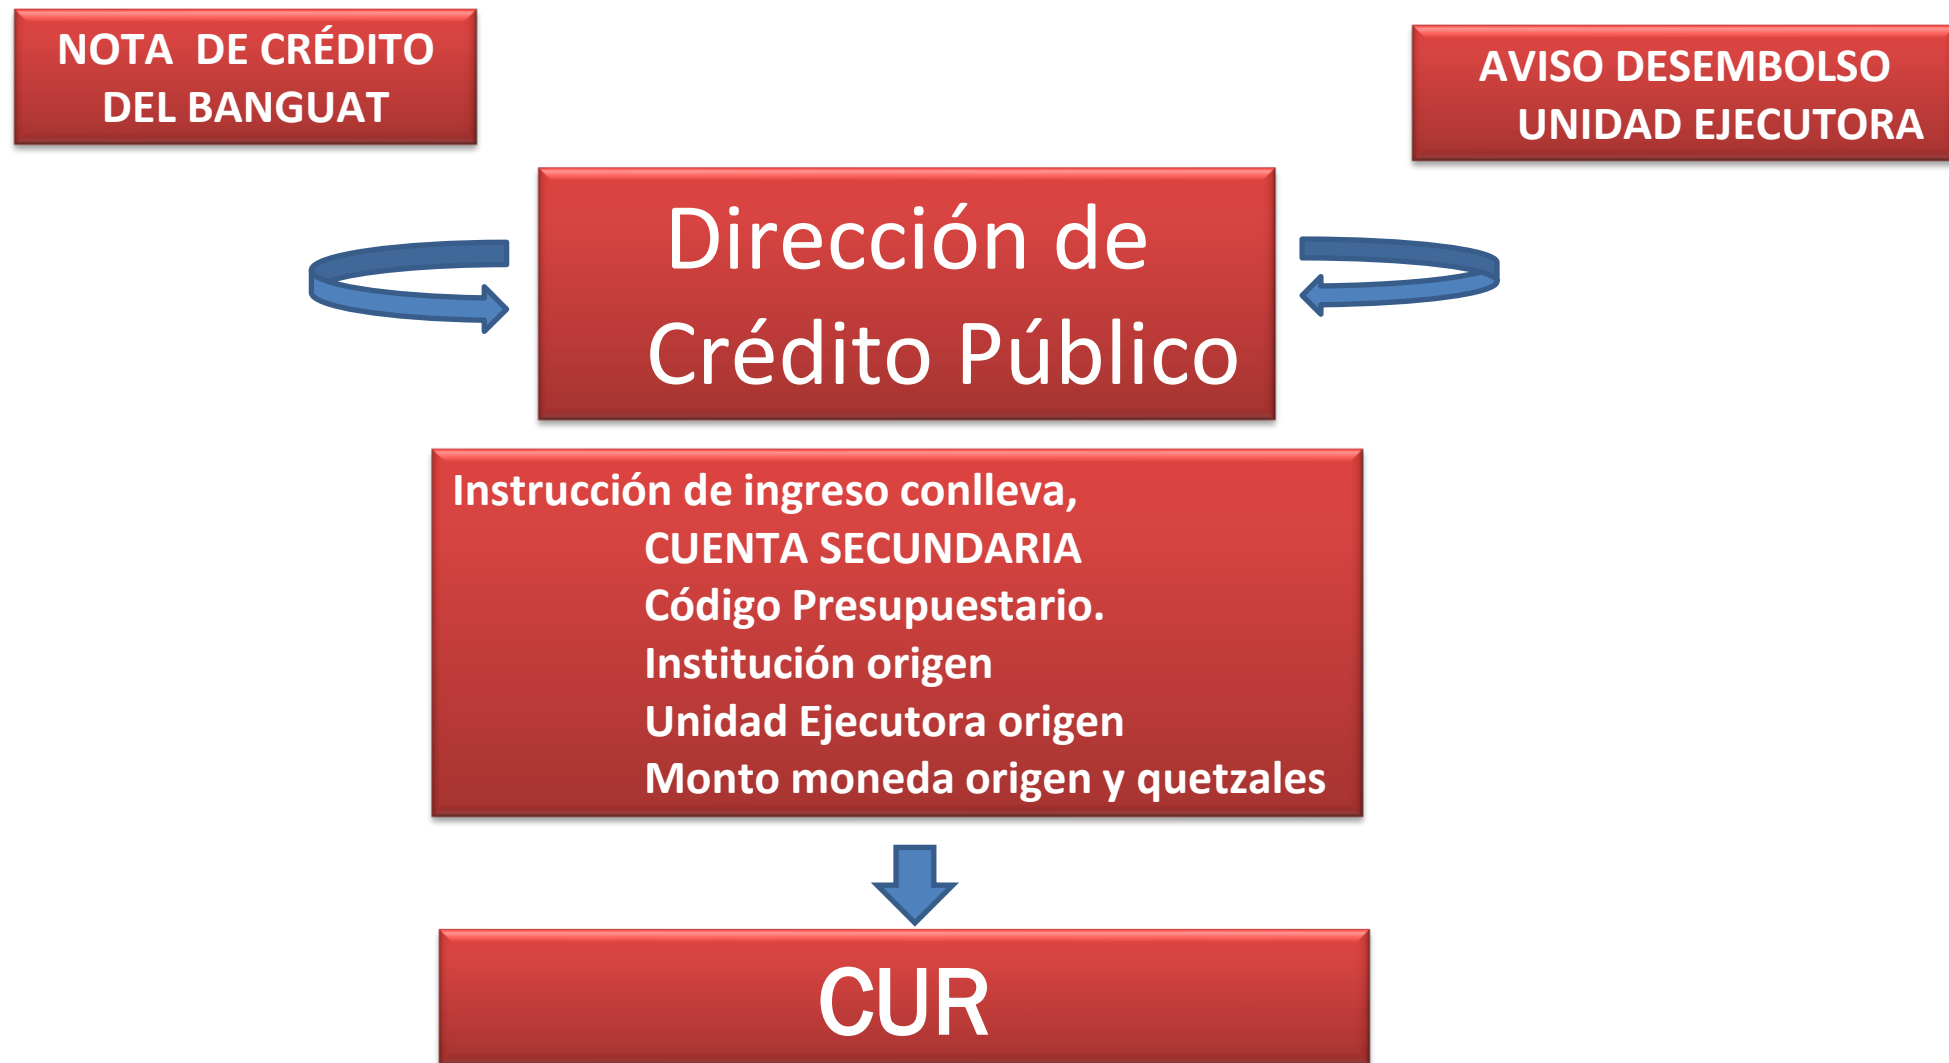 NOTA DE CRÉDITO
DEL BANGUAT
AVISO DESEMBOLSO
UNIDAD EJECUTORA
Dirección de
Crédito Público
Instrucción de ingreso conlleva,
CUENTA SECUNDARIA
Código Presupuestario.
Institución origen
Unidad Ejecutora origen
Monto moneda origen y quetzales
CUR